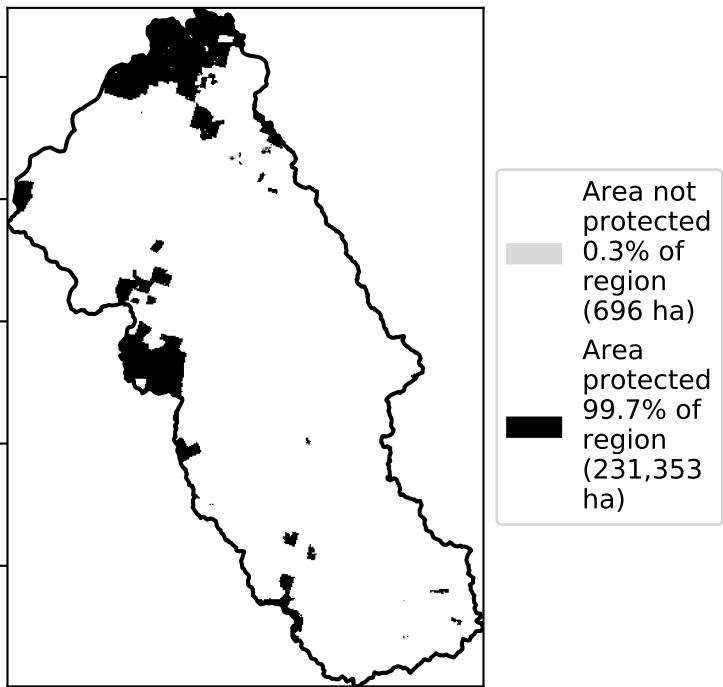 Area not
protected
0.3% of
region
(696 ha)
Area
protected
99.7% of
region
(231,353
ha)